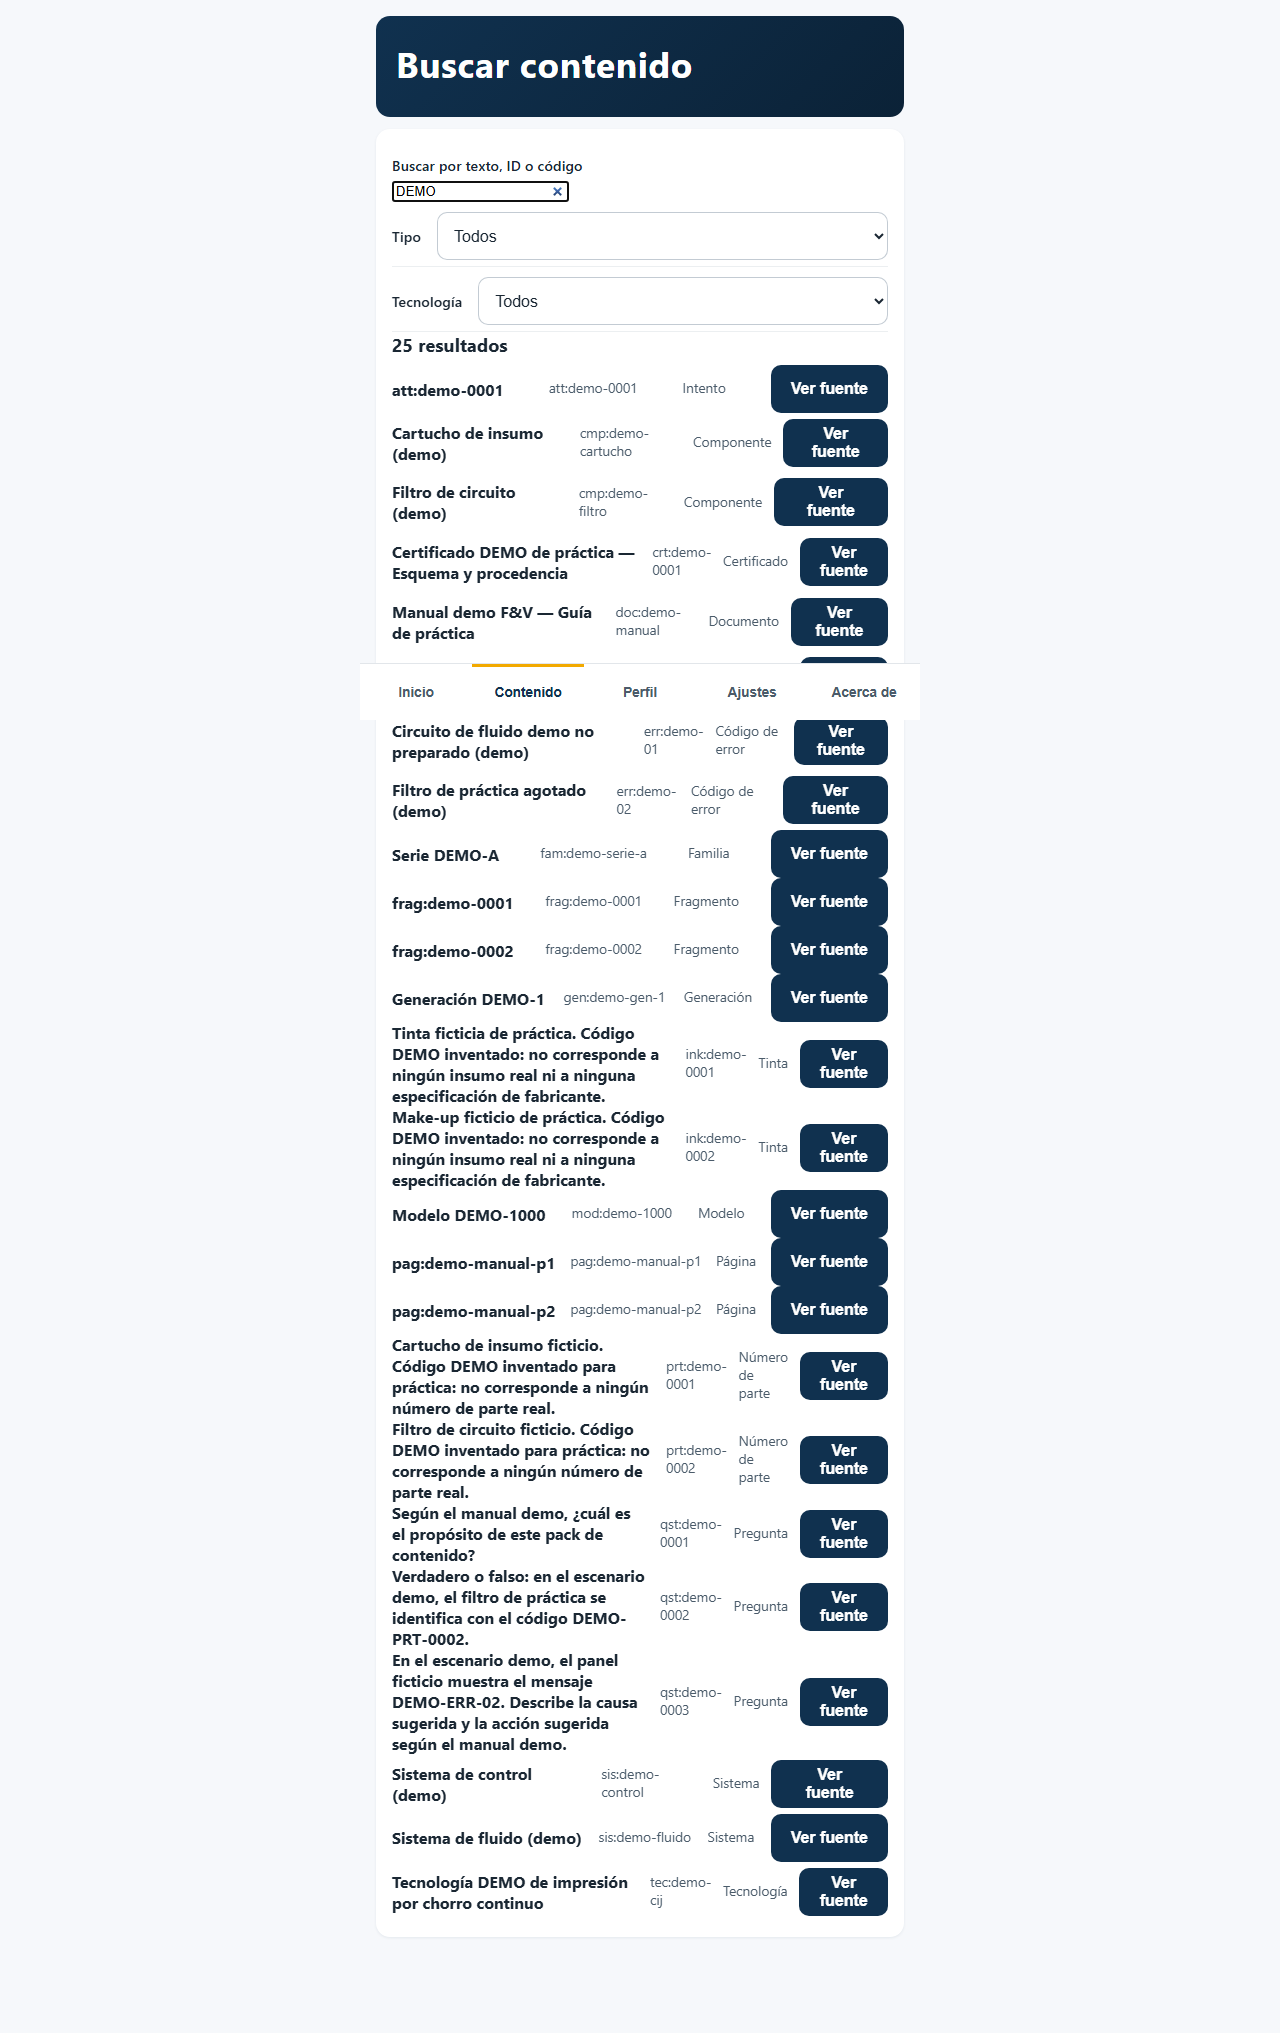 Buscar contenido
Buscar por texto, ID o código
DEMO
Tipo
Todos
Tecnología
Todos
25 resultados
att:demo-0001 att:demo-0001 Intento Ver fuente
Cartucho de insumo
(demo)
cmp:demo-
cartucho
Componente
Ver
fuente
Filtro de circuito
(demo)
cmp:demo-
filtro
Componente
Ver
fuente
Certificado DEMO de práctica —
Esquema y procedencia
crt:demo-
0001
Certificado
Ver
fuente
Manual demo F&V — Guía
de práctica
doc:demo-
manual
Documento
Ver
fuente
Inicio Contenido Perfil Ajustes Acerca de
Circuito de fluido demo no
preparado (demo)
err:demo-
01
Código de
error
Ver
fuente
Filtro de práctica agotado
(demo)
err:demo-
02
Código de
error
Ver
fuente
Serie DEMO-A fam:demo-serie-a Familia Ver fuente
frag:demo-0001 frag:demo-0001 Fragmento Ver fuente
frag:demo-0002 frag:demo-0002 Fragmento Ver fuente
Generación DEMO-1 gen:demo-gen-1 Generación Ver fuente
Tinta ficticia de práctica. Código
DEMO inventado: no corresponde a
ningún insumo real ni a ninguna
especificación de fabricante.
ink:demo-
0001
Tinta
Ver
fuente
Make-up ficticio de práctica. Código
DEMO inventado: no corresponde a
ningún insumo real ni a ninguna
especificación de fabricante.
ink:demo-
0002
Tinta
Ver
fuente
Modelo DEMO-1000 mod:demo-1000 Modelo Ver fuente
pag:demo-manual-p1 pag:demo-manual-p1 Página Ver fuente
pag:demo-manual-p2 pag:demo-manual-p2 Página Ver fuente
Cartucho de insumo ficticio.
Código DEMO inventado para
práctica: no corresponde a ningún
número de parte real.
prt:demo-
0001
Número
de
parte
Ver
fuente
Filtro de circuito ficticio. Código
DEMO inventado para práctica: no
corresponde a ningún número de
parte real.
prt:demo-
0002
Número
de
parte
Ver
fuente
Según el manual demo, ¿cuál es
el propósito de este pack de
contenido?
qst:demo-
0001
Pregunta
Ver
fuente
Verdadero o falso: en el escenario
demo, el filtro de práctica se
identifica con el código DEMO-
PRT-0002.
qst:demo-
0002
Pregunta
Ver
fuente
En el escenario demo, el panel
ficticio muestra el mensaje
DEMO-ERR-02. Describe la causa
sugerida y la acción sugerida
según el manual demo.
qst:demo-
0003
Pregunta
Ver
fuente
Sistema de control
(demo)
sis:demo-
control
Sistema
Ver
fuente
Sistema de fluido (demo) sis:demo-fluido Sistema Ver fuente
Tecnología DEMO de impresión
por chorro continuo
tec:demo-
cij
Tecnología
Ver
fuente